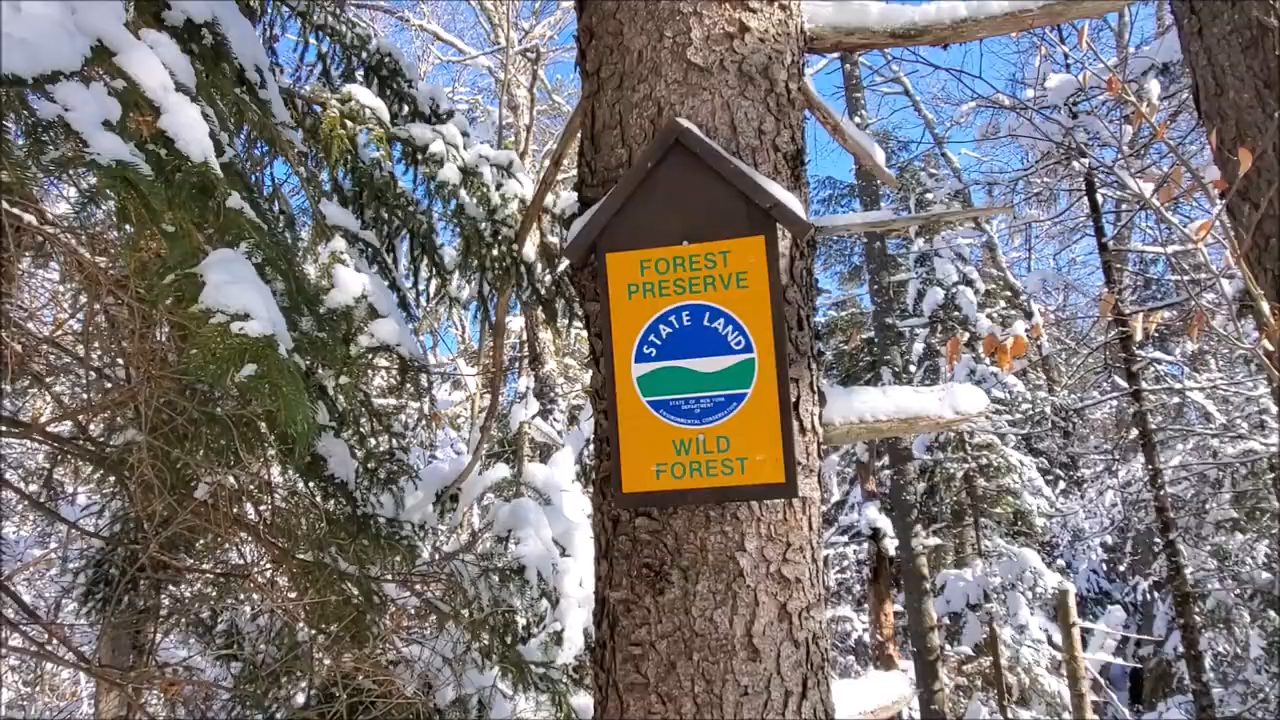 FOREST
PRESERVE
STATE LAND
STATE OF NEW YORK
DEPARTMENT
OF
ENVIRONMENTAL CONSERVATION
WILD
FOREST